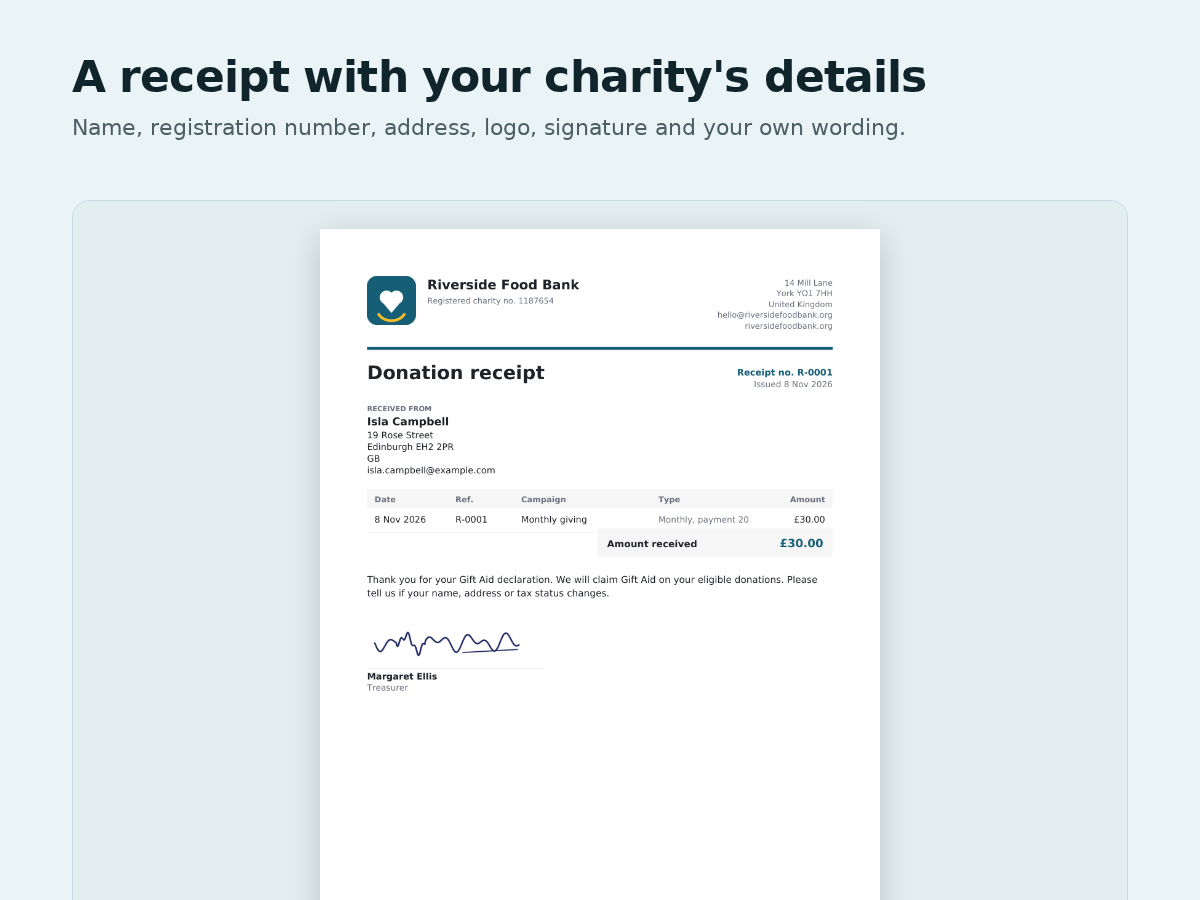 A receipt with your charity's details
Name, registration number, address, logo, signature and your own wording.
Riverside Food Bank
Registered charity no. 1187654
14 Mill Lane
York YO1 7HH
United Kingdom
hello@riversidefoodbank.org
riversidefoodbank.org
Donation receipt
Receipt no. R-0001
Issued 8 Nov 2026
RECEIVED FROM
Isla Campbell
19 Rose Street
Edinburgh EH2 2PR
GB
isla.campbell@example.com
Date Ref. Campaign Type Amount
8 Nov 2026 R-0001 Monthly giving Monthly, payment 20 £30.00
Amount received £30.00
Thank you for your Gift Aid declaration. We will claim Gift Aid on your eligible donations. Please
tell us if your name, address or tax status changes.
Margaret Ellis
Treasurer